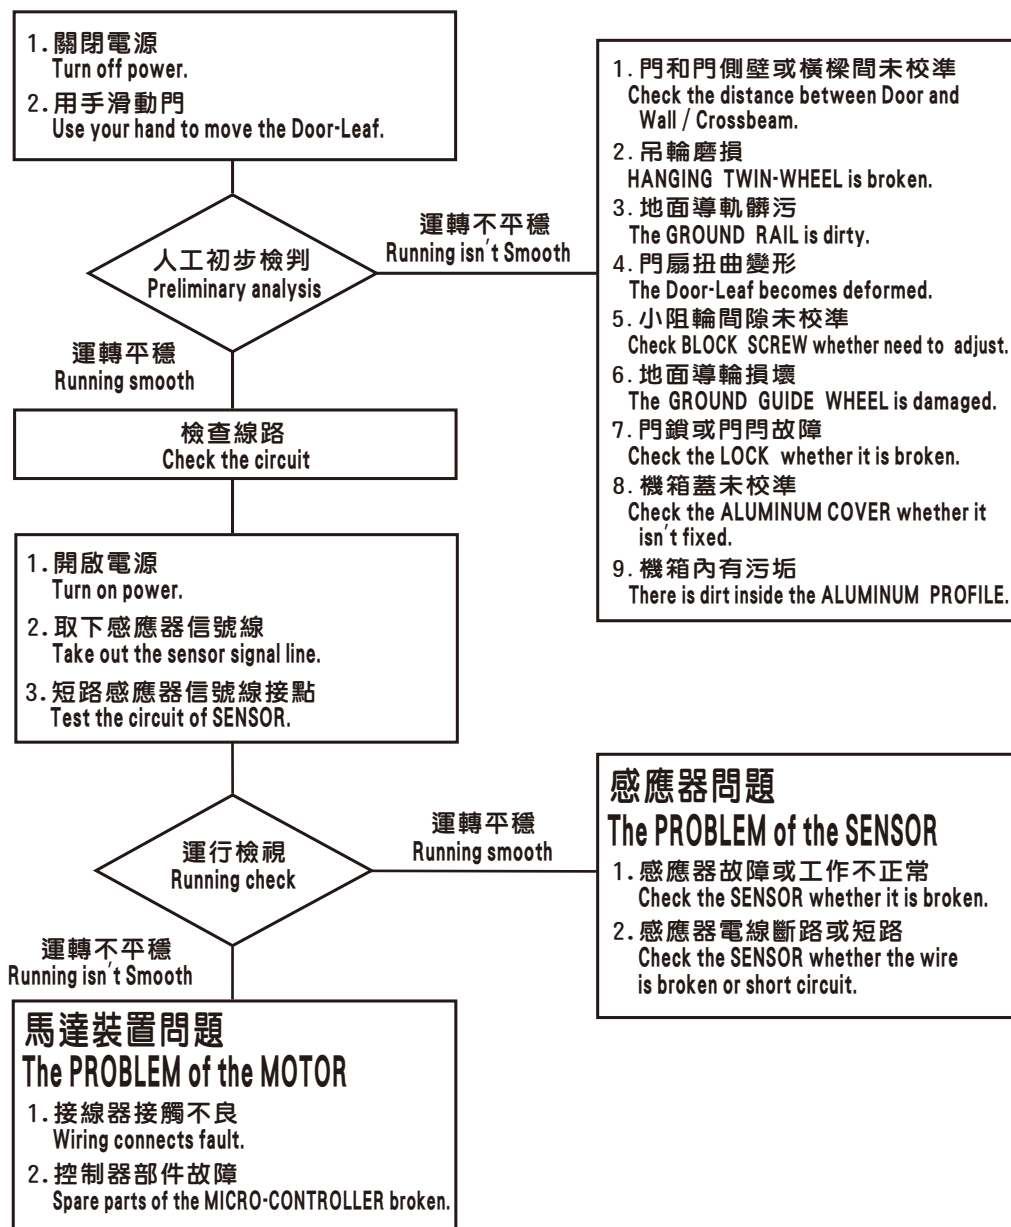 1. 關閉電源
Turn off power.
2. 用手滑動門
Use your hand to move the Door-Leaf.
人工初步檢判
Preliminary analysis
運轉不平穩
Running isn't Smooth
1. 門和門側壁或橫樑間未校準
Check the distance between Door and
Wall / Crossbeam.
2. 吊輪磨損
HANGING TWIN-WHEEL is broken.
3. 地面導軌髒污
The GROUND RAIL is dirty.
4. 門扇扭曲變形
The Door-Leaf becomes deformed.
5. 小阻輪間隙未校準
Check BLOCK SCREW whether need to adjust.
6. 地面導輪損壞
The GROUND GUIDE WHEEL is damaged.
7. 門鎖或門閂故障
Check the LOCK whether it is broken.
8. 機箱蓋未校準
Check the ALUMINUM COVER whether it
isn't fixed.
9. 機箱內有污垢
There is dirt inside the ALUMINUM PROFILE.
運轉平穩
Running smooth
檢查線路
Check the circuit
1. 開啟電源
Turn on power.
2. 取下感應器信號線
Take out the sensor signal line.
3. 短路感應器信號線接點
Test the circuit of SENSOR.
運行檢視
Running check
運轉平穩
Running smooth
感應器問題
The PROBLEM of the SENSOR
1. 感應器故障或工作不正常
Check the SENSOR whether it is broken.
2. 感應器電線斷路或短路
Check the SENSOR whether the wire
is broken or short circuit.
運轉不平穩
Running isn't Smooth
馬達裝置問題
The PROBLEM of the MOTOR
1. 接線器接觸不良
Wiring connects fault.
2. 控制器部件故障
Spare parts of the MICRO-CONTROLLER broken.